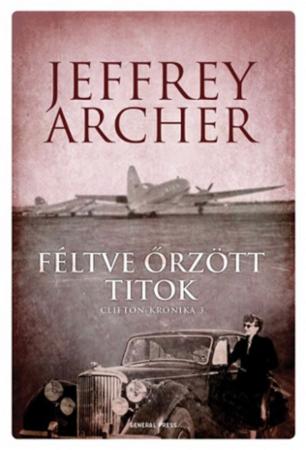 JEFFREY
ARCHER
FÉLTVE ŐRZÖTT
TITOK
CLIFTON-KRÓNIKA 3.
GENERAL PRESS